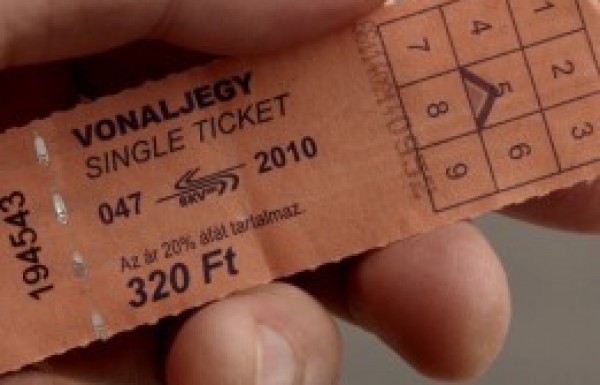 194543
VONALJEGY
SINGLE TICKET
047 BKV 2010
Az ár 20% áfát tartalmaz.
320 Ft
1 2 3
4 5 6
7 8 9